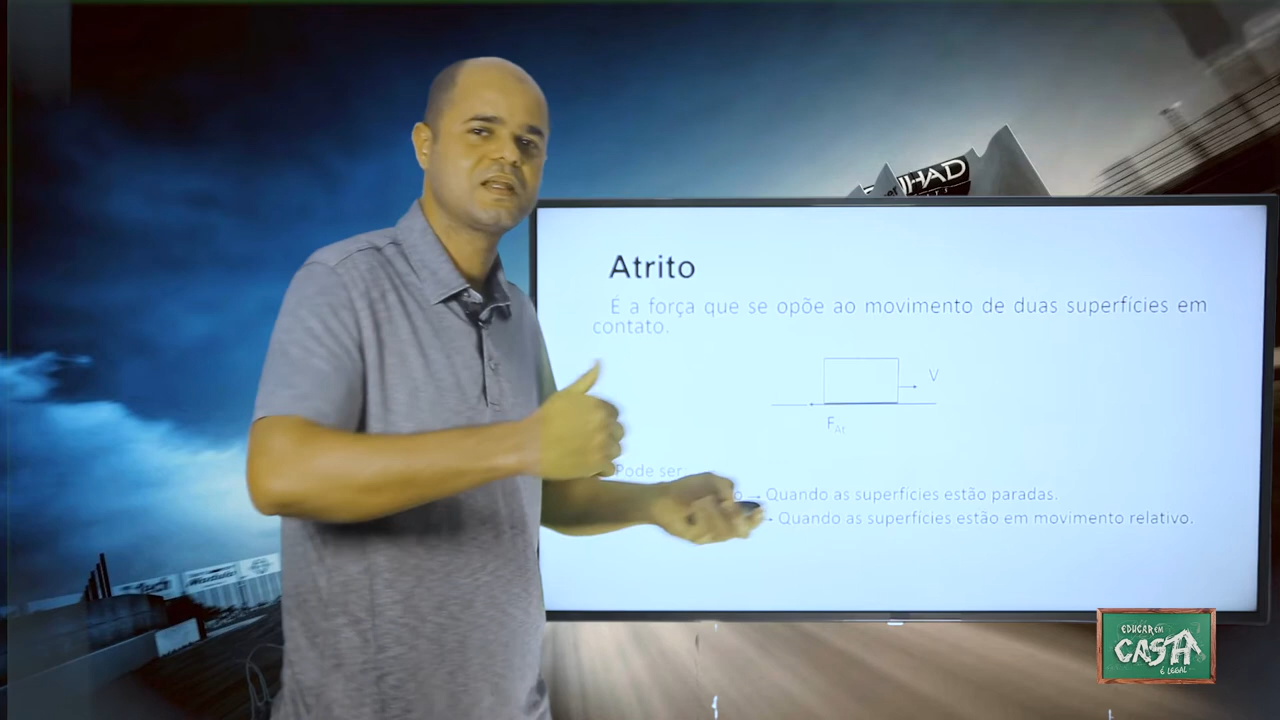 IHAD
Atrito
É a força que se opõe ao movimento de duas superfícies em
contato.
V
FAt
Pode ser:
o → Quando as superfícies estão paradas.
→ Quando as superfícies estão em movimento relativo.
EDUCAR EM
CASA
É LEGAL